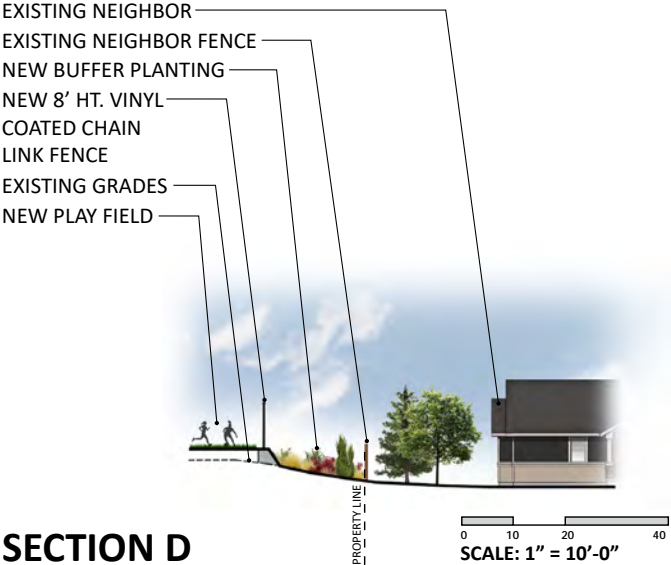 EXISTING NEIGHBOR
EXISTING NEIGHBOR FENCE
NEW BUFFER PLANTING
NEW 8’ HT. VINYL
COATED CHAIN
LINK FENCE
EXISTING GRADES
NEW PLAY FIELD
PROPERTY LINE
0 10 20 40
SCALE: 1” = 10’-0”
SECTION D